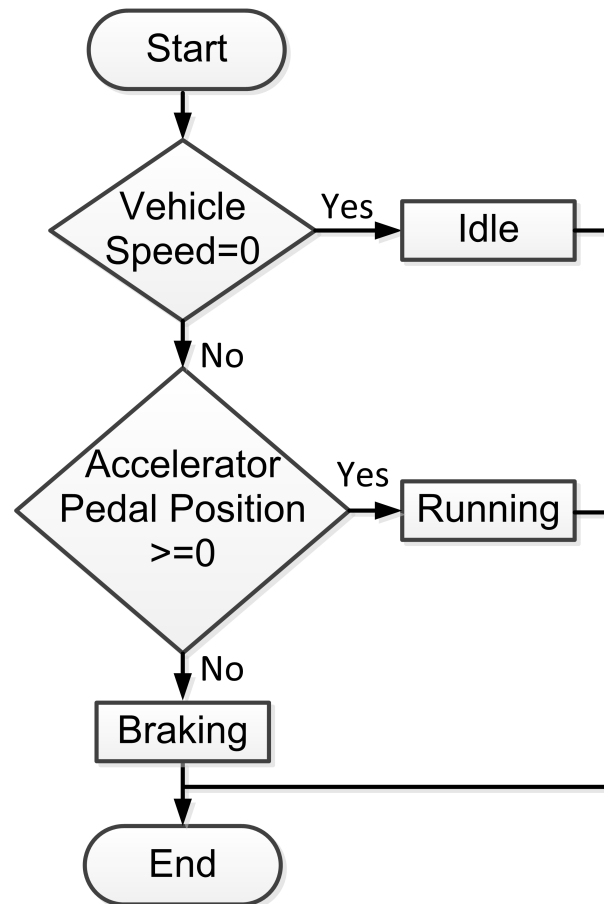 Start
Vehicle
Speed=0
Yes
Idle
No
Accelerator
Pedal Position
>=0
Yes
Running
No
Braking
End